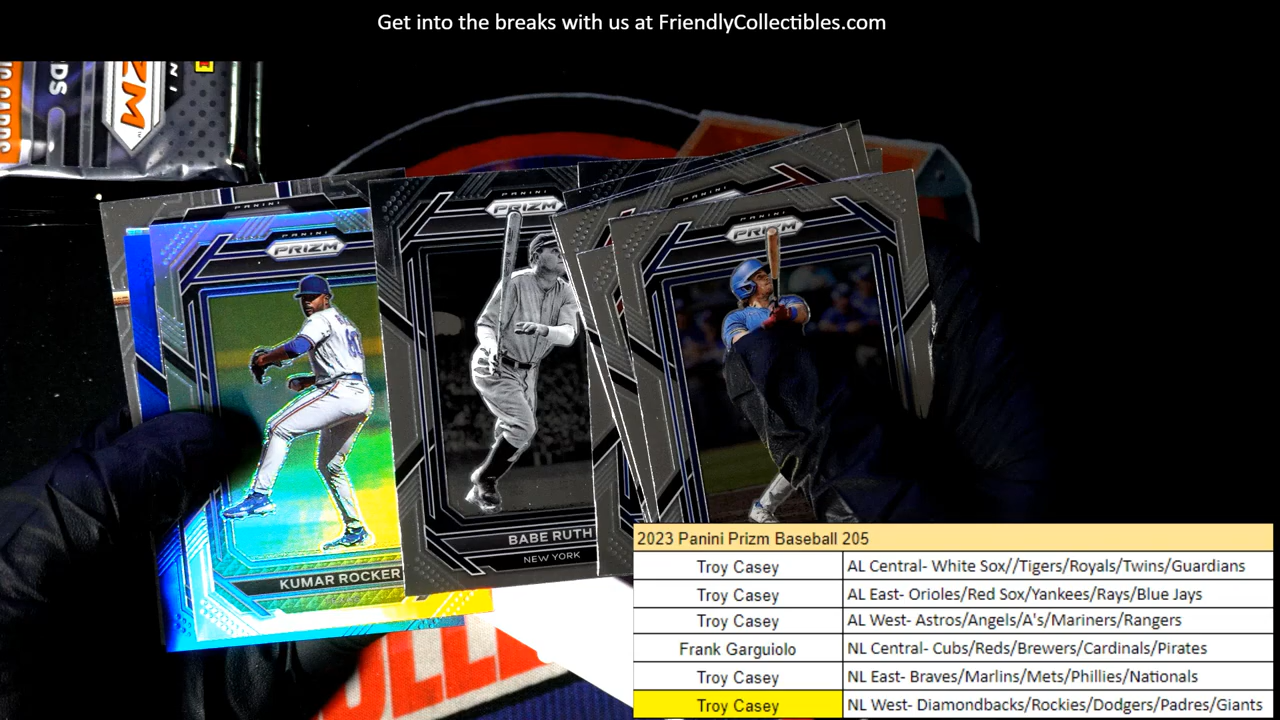 Get into the breaks with us at FriendlyCollectibles.com
PANINI
PRIZM
KUMAR ROCKER
PANINI
PRIZM
BABE RUTH
NEW YORK
PANINI
PANINI
PRIZM
2023 Panini Prizm Baseball 205
Troy Casey AL Central- White Sox//Tigers/Royals/Twins/Guardians
Troy Casey AL East- Orioles/Red Sox/Yankees/Rays/Blue Jays
Troy Casey AL West- Astros/Angels/A's/Mariners/Rangers
Frank Garguiolo NL Central- Cubs/Reds/Brewers/Cardinals/Pirates
Troy Casey NL East- Braves/Marlins/Mets/Phillies/Nationals
Troy Casey NL West- Diamondbacks/Rockies/Dodgers/Padres/Giants